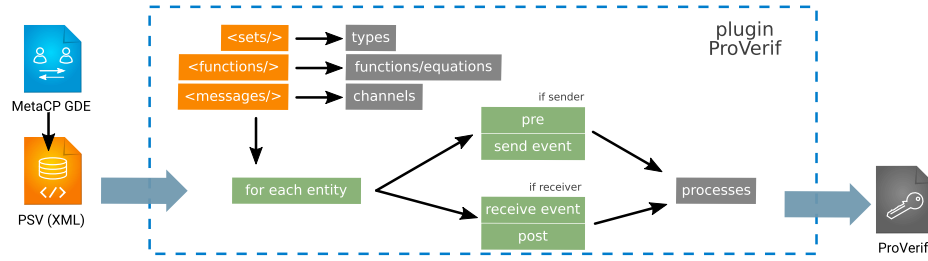 plugin
ProVerif
<sets/>
types
<functions/>
functions/equations
<messages/>
channels
MetaCP GDE
</>
PSV (XML)
if sender
pre
send event
for each entity
if receiver
receive event
post
processes
ProVerif